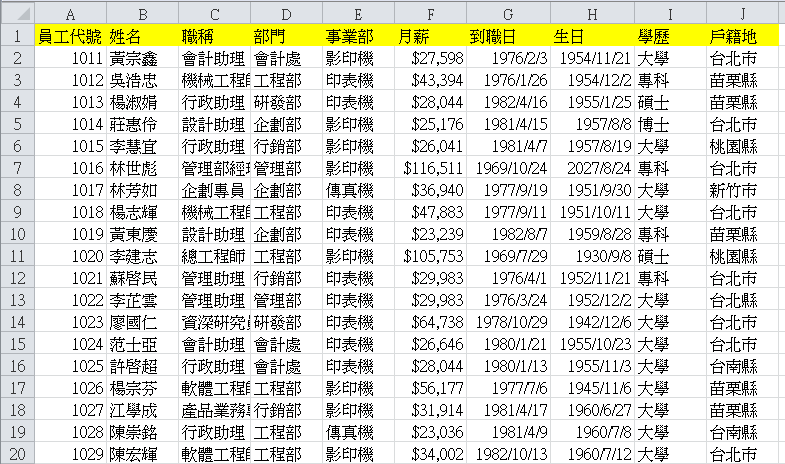 A B C D E F G H I J
1 員工代號 姓名 職稱 部門 事業部 月薪 到職日 生日 學歷 戶籍地
2 1011 黃宗鑫 會計助理 會計處 影印機 $27,598 1976/2/3 1954/11/21 大學 台北市
3 1012 吳浩忠 機械工程師 工程部 印表機 $43,394 1976/1/26 1954/12/2 專科 苗栗縣
4 1013 楊淑娟 行政助理 研發部 印表機 $28,044 1982/4/16 1955/1/25 碩士 苗栗縣
5 1014 莊惠伶 設計助理 企劃部 影印機 $25,176 1981/4/15 1957/8/8 博士 台北市
6 1015 李慧宜 行政助理 行銷部 影印機 $26,041 1981/4/7 1957/8/19 大學 桃園縣
7 1016 林世彪 管理部經 管理部 影印機 $116,511 1969/10/24 2027/8/24 專科 台北市
8 1017 林芳如 企劃專員 企劃部 傳真機 $36,940 1977/9/19 1951/9/30 大學 新竹市
9 1018 楊志輝 機械工程師 工程部 印表機 $47,883 1977/9/11 1951/10/11 大學 台北市
10 1019 黃東慶 設計助理 企劃部 影印機 $23,239 1982/8/7 1959/8/28 專科 苗栗縣
11 1020 李建志 總工程師 工程部 影印機 $105,753 1969/7/29 1930/9/8 碩士 桃園縣
12 1021 蘇啓民 管理助理 行銷部 印表機 $29,983 1976/4/1 1952/11/21 專科 台北市
13 1022 李芷雲 管理助理 管理部 印表機 $29,983 1976/3/24 1952/12/2 大學 台北市
14 1023 廖國仁 資深研究 研發部 印表機 $64,738 1978/10/29 1942/12/6 大學 台北市
15 1024 范士亞 會計助理 會計處 印表機 $26,646 1980/1/21 1955/10/23 大學 台北市
16 1025 許啓超 行政助理 會計處 印表機 $28,044 1980/1/13 1955/11/3 大學 台南縣
17 1026 楊宗芬 軟體工程師 工程部 影印機 $56,177 1977/7/6 1945/11/6 大學 苗栗縣
18 1027 江學成 產品業務 行銷部 影印機 $31,914 1981/4/17 1960/6/27 大學 苗栗縣
19 1028 陳崇銘 行政助理 工程部 傳真機 $23,036 1981/4/9 1960/7/8 大學 台南縣
20 1029 陳宏輝 軟體工程師 工程部 影印機 $34,002 1982/10/13 1960/7/12 大學 台北市